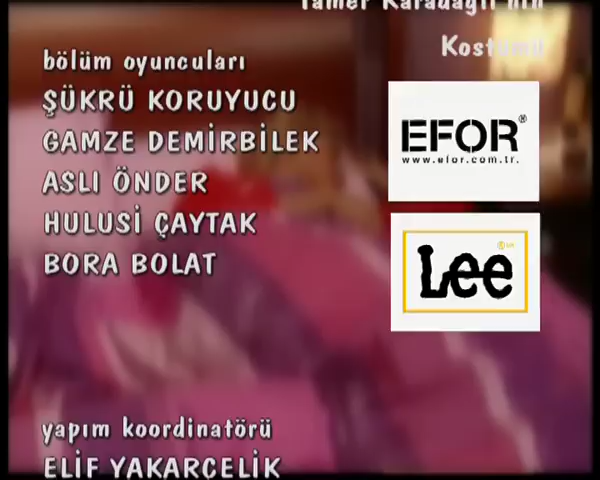 Tamer Karadağlı'nın
Kostümü
bölüm oyuncuları
ŞÜKRÜ KORUYUCU
GAMZE DEMİRBİLEK
ASLI ÖNDER
HULUSİ ÇAYTAK
BORA BOLAT
EFOR®
www.efor.com.tr.
Lee
yapım koordinatörü
ELİF YAKARÇELİK